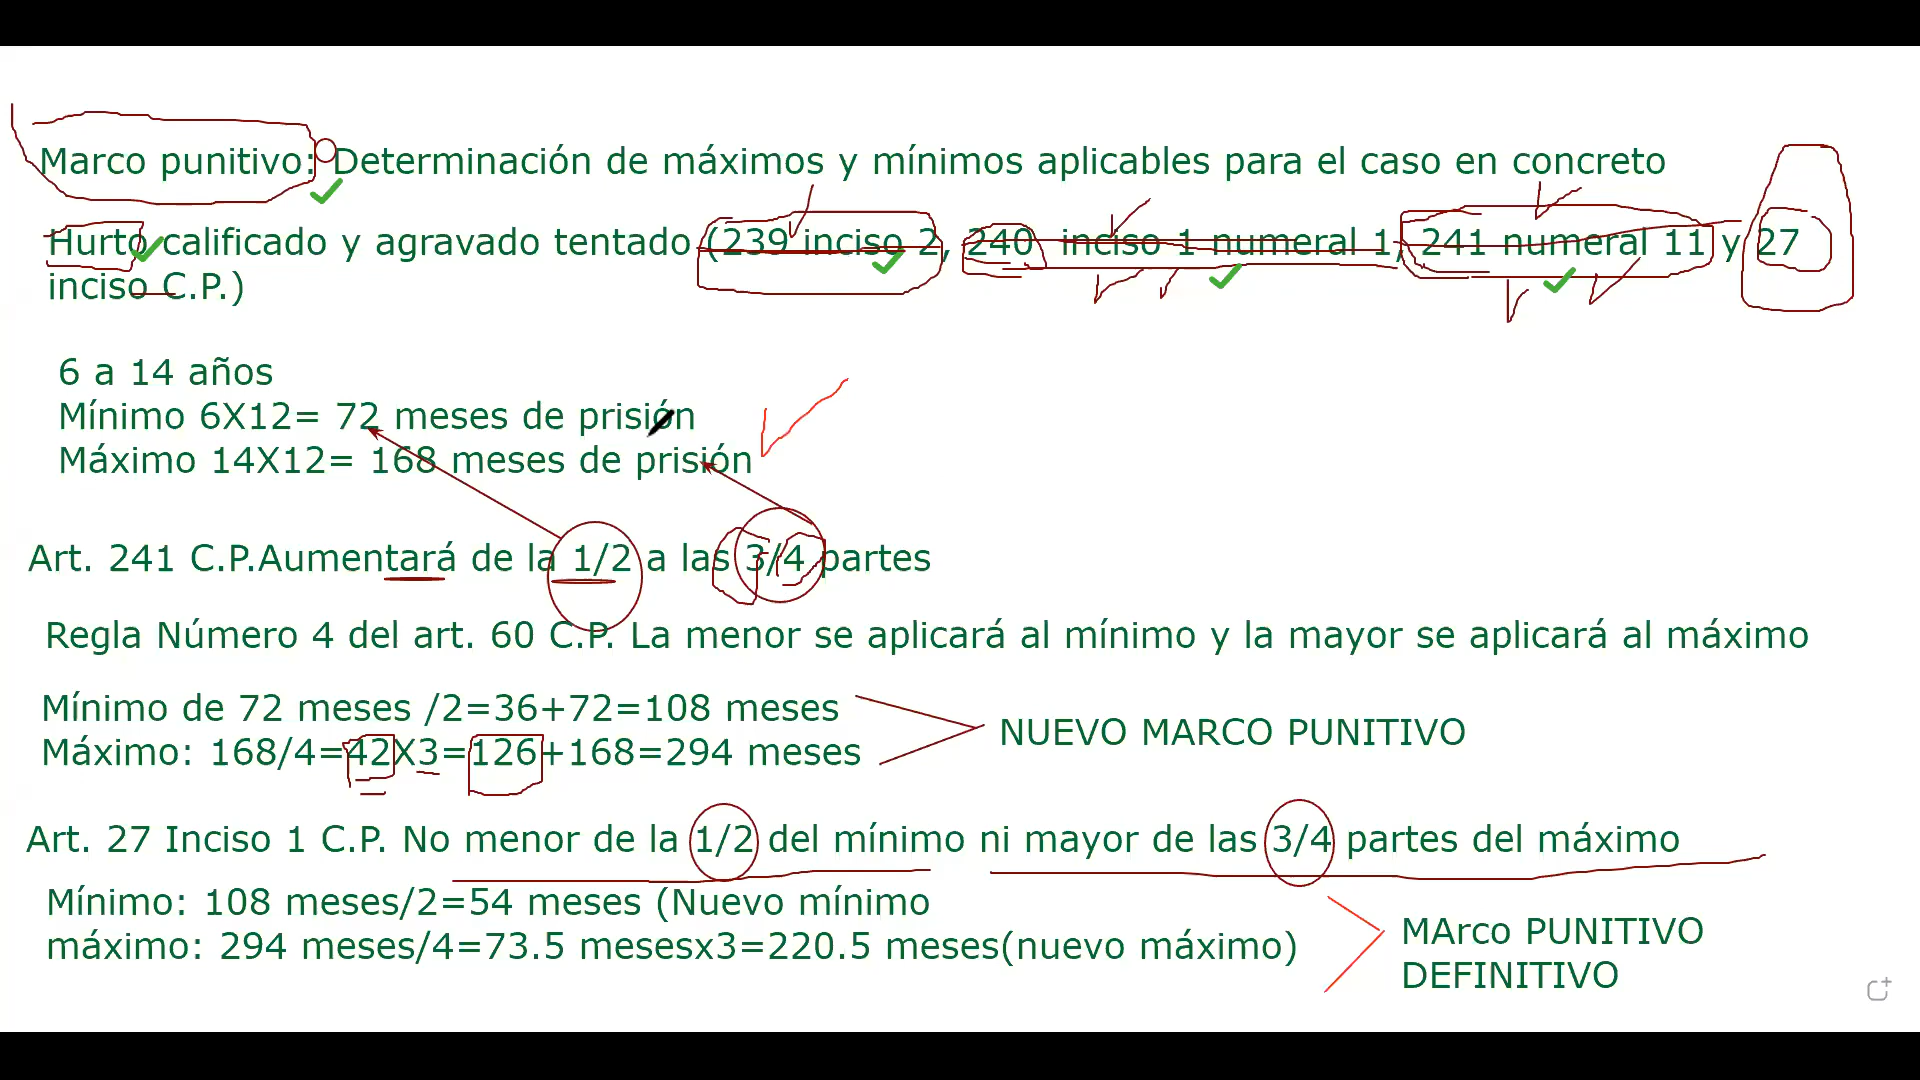 Marco punitivo: Determinación de máximos y mínimos aplicables para el caso en concreto
Hurto calificado y agravado tentado (239 inciso 2, 240 inciso 1 numeral 1, 241 numeral 11 y 27
inciso C.P.)
6 a 14 años
Mínimo 6X12= 72 meses de prisión
Máximo 14X12= 168 meses de prisión
Art. 241 C.P.Aumentará de la 1/2 a las 3/4 partes
Regla Número 4 del art. 60 C.P. La menor se aplicará al mínimo y la mayor se aplicará al máximo
Mínimo de 72 meses /2=36+72=108 meses
Máximo: 168/4=42X3=126+168=294 meses
NUEVO MARCO PUNITIVO
Art. 27 Inciso 1 C.P. No menor de la 1/2 del mínimo ni mayor de las 3/4 partes del máximo
Mínimo: 108 meses/2=54 meses (Nuevo mínimo
máximo: 294 meses/4=73.5 mesesx3=220.5 meses(nuevo máximo)
MArco PUNITIVO
DEFINITIVO